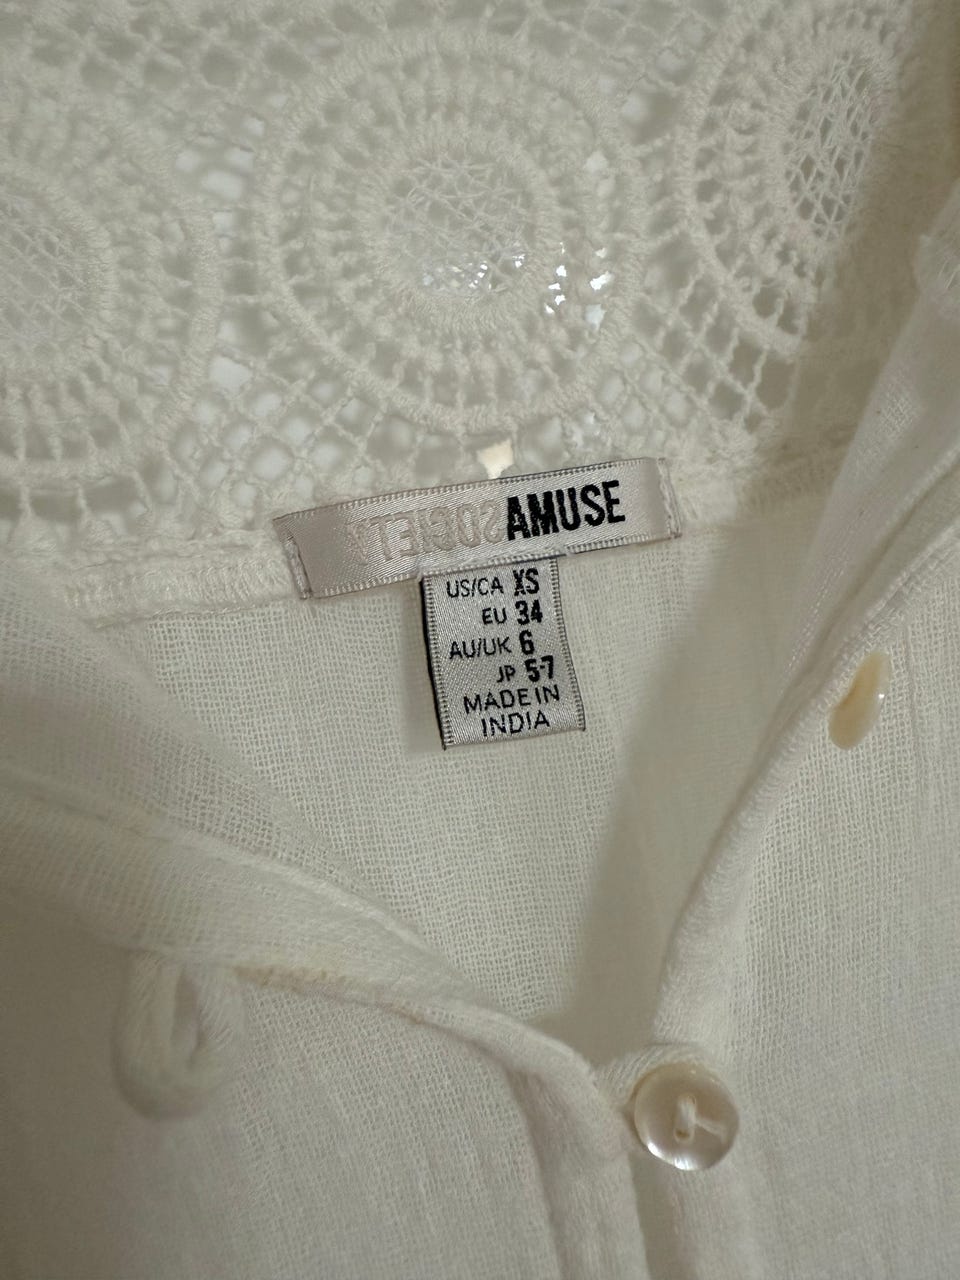 SOCIETY AMUSE
US/CA XS
EU 34
AU/UK 6
JP 5-7
MADE IN
INDIA